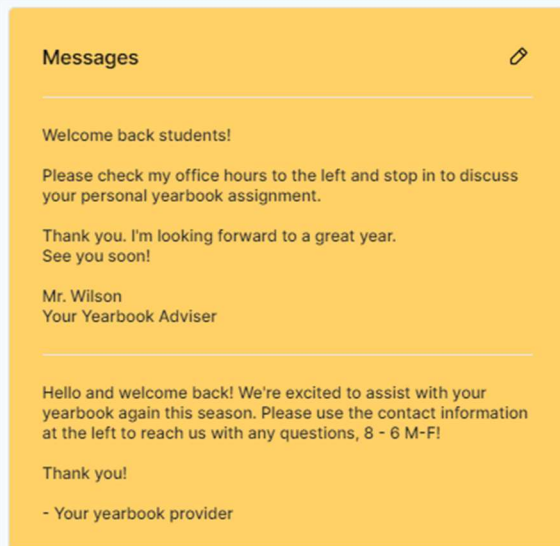 Messages
Welcome back students!
Please check my office hours to the left and stop in to discuss
your personal yearbook assignment.
Thank you. I'm looking forward to a great year.
See you soon!
Mr. Wilson
Your Yearbook Adviser
Hello and welcome back! We're excited to assist with your
yearbook again this season. Please use the contact information
at the left to reach us with any questions, 8 - 6 M-F!
Thank you!
- Your yearbook provider